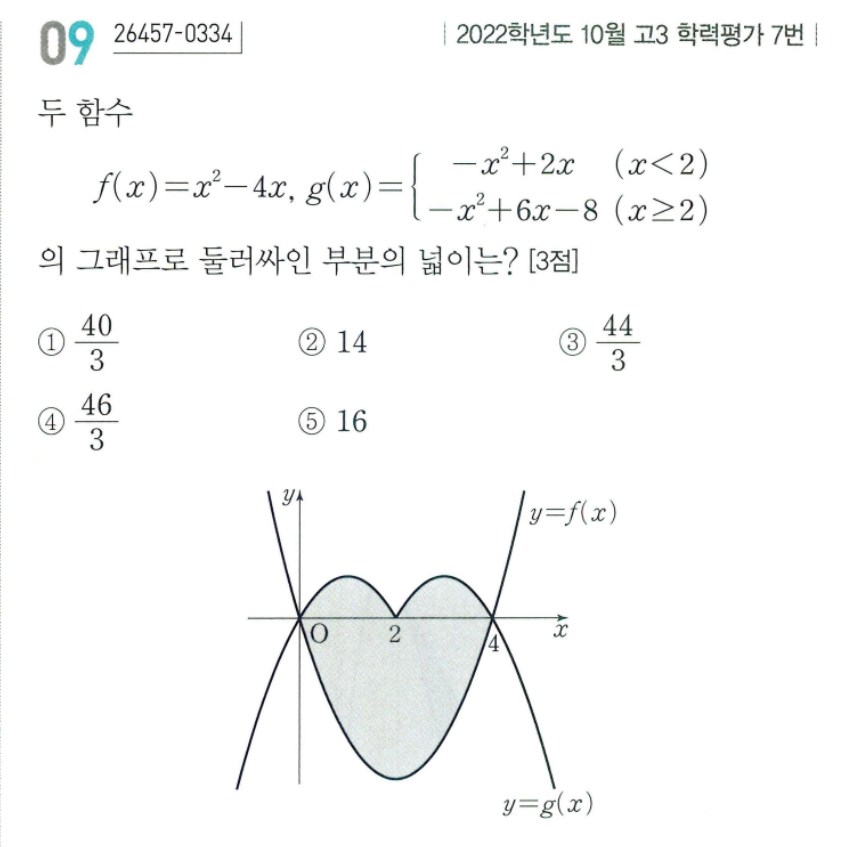 09 26457-0334 | 2022학년도 10월 고3 학력평가 7번 |
두 함수
f(x)=x²-4x, g(x)={ -x²+2x (x<2)
-x²+6x-8 (x≥2)
의 그래프로 둘러싸인 부분의 넓이는? [3점]
① 40/3 ② 14 ③ 44/3
④ 46/3 ⑤ 16
y
y=f(x)
O 2 4 x
y=g(x)